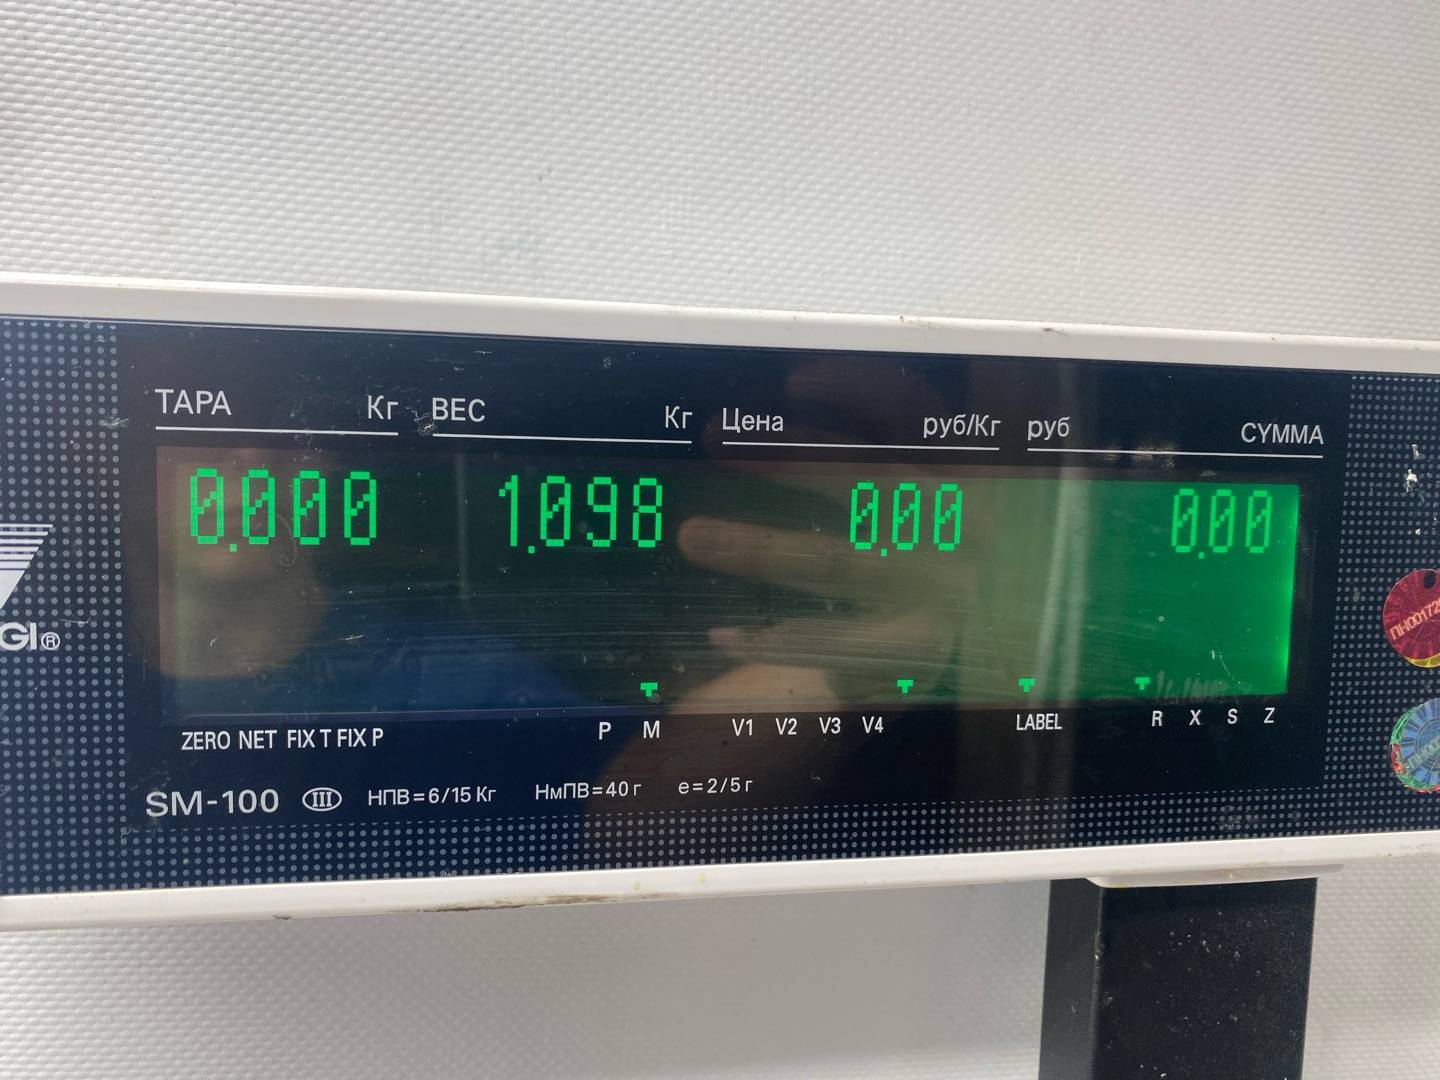 ТАРА Кг ВЕС Кг Цена руб/Кг руб СУММА
0.000 1.098 0.00 0.00
ZERO NET FIX T FIX P P M V1 V2 V3 V4 LABEL R X S Z
SM-100 III НПВ=6/15 Кг НмПВ=40 г e=2/5 г
GI®